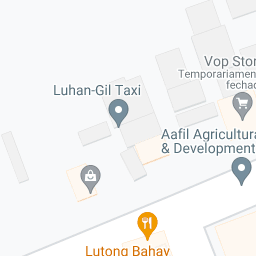 Vop Stor
Temporariamen
fechad
Luhan-Gil Taxi
Aafil Agricultura
& Development
Lutong Bahay